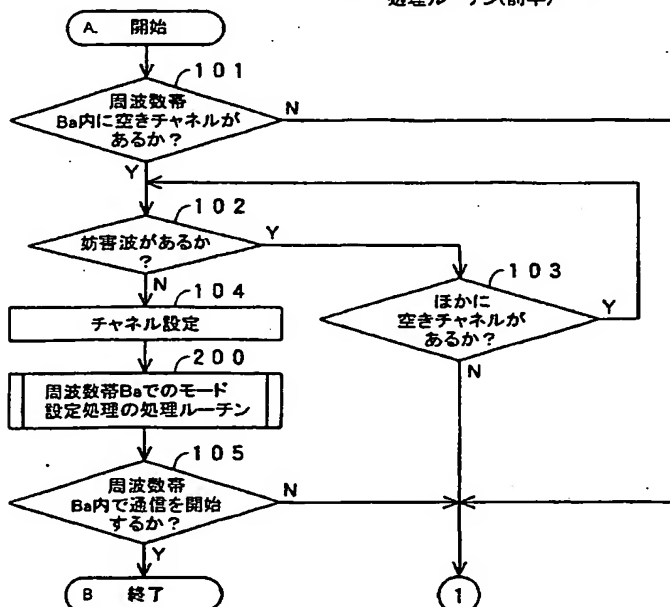 処理ルーチン(前半)
A 開始
101
周波数帯
Ba内に空きチャネルが
あるか?
N
Y
102
妨害波があるか
?
Y
N
103
ほかに
空きチャネルが
あるか?
Y
N
104
チャネル設定
200
周波数帯Baでのモード
設定処理の処理ルーチン
105
周波数帯
Ba内で通信を開始
するか?
N
Y
B 終了
1